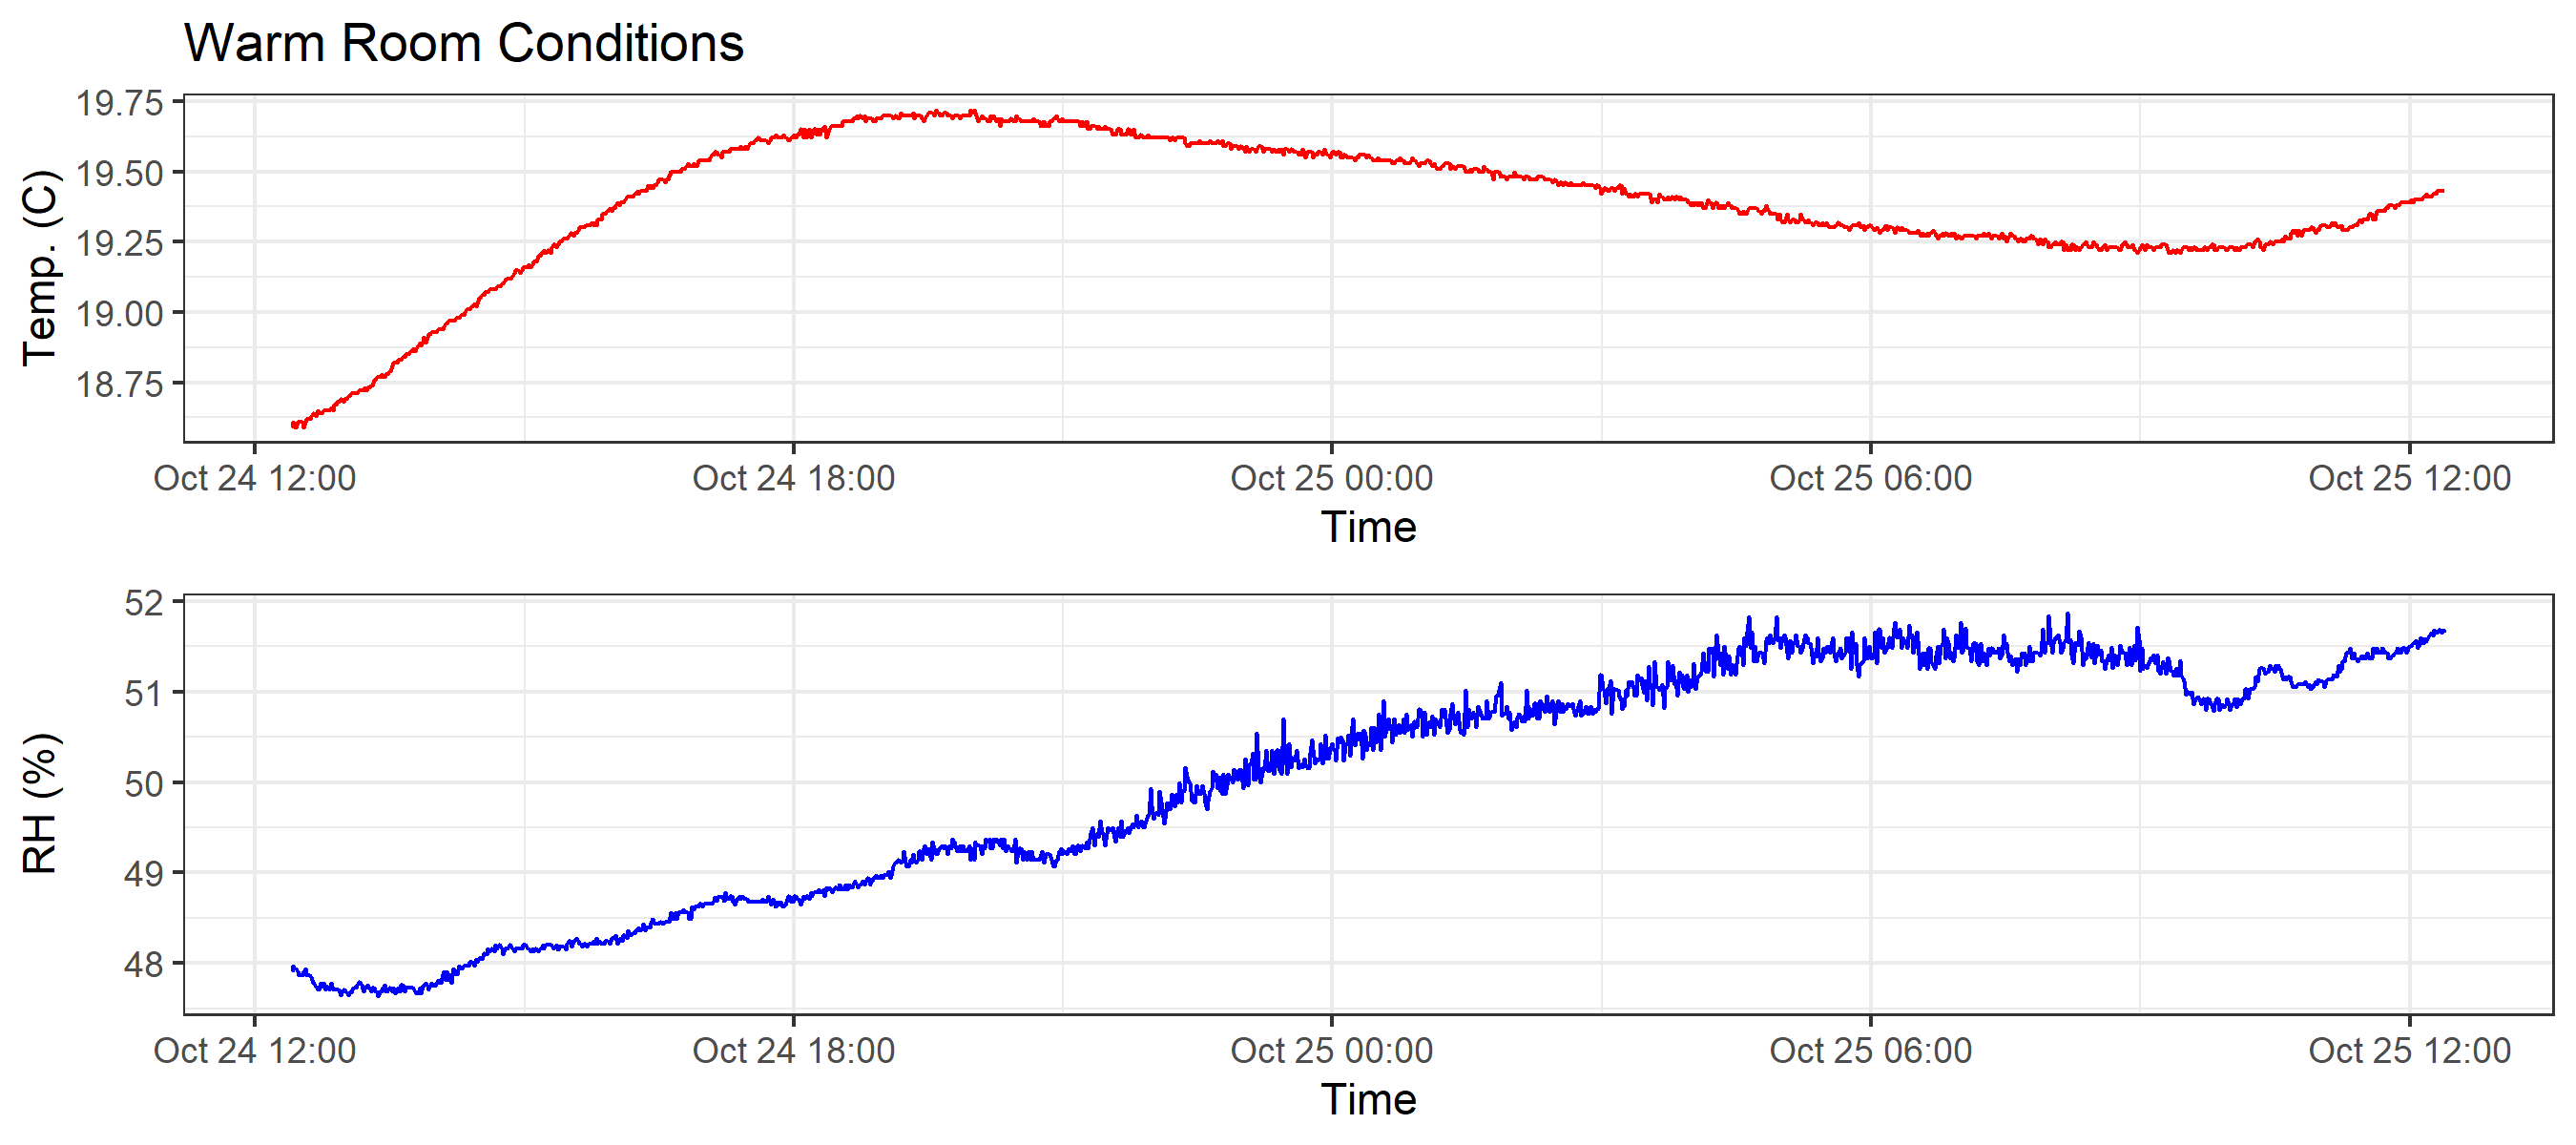 Warm Room Conditions
19.75
19.50
19.25
19.00
18.75
Temp. (C)
Oct 24 12:00 Oct 24 18:00 Oct 25 00:00 Oct 25 06:00 Oct 25 12:00
Time
52
51
50
49
48
RH (%)
Oct 24 12:00 Oct 24 18:00 Oct 25 00:00 Oct 25 06:00 Oct 25 12:00
Time